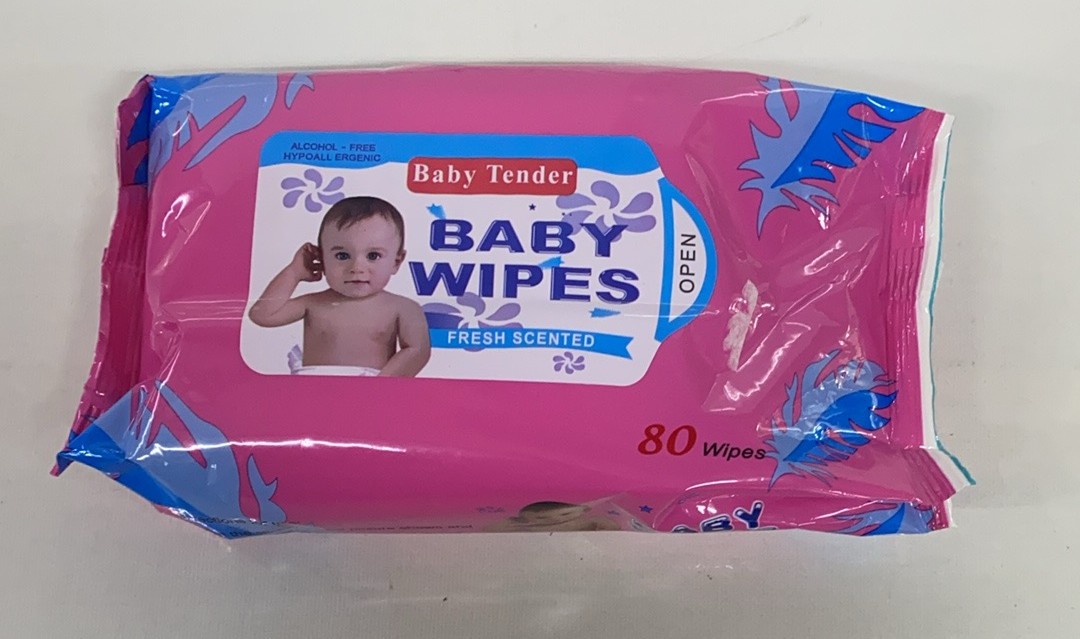 ALCOHOL - FREE
HYPOALL ERGENIC
Baby Tender
BABY
WIPES
OPEN
FRESH SCENTED
80 Wipes